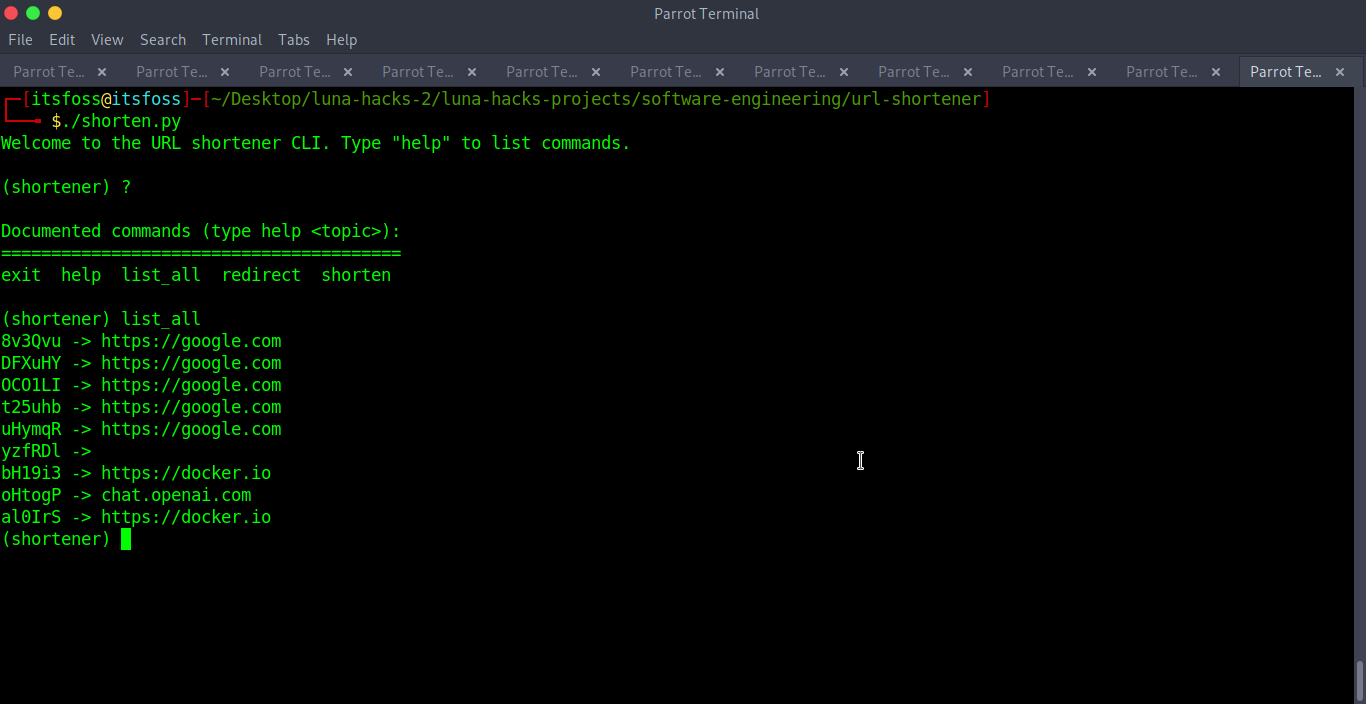 Parrot Terminal
File Edit View Search Terminal Tabs Help
Parrot Te... × Parrot Te... × Parrot Te... × Parrot Te... × Parrot Te... × Parrot Te... × Parrot Te... × Parrot Te... × Parrot Te... × Parrot Te... × Parrot Te... ×
┌─[itsfoss@itsfoss]─[~/Desktop/luna-hacks-2/luna-hacks-projects/software-engineering/url-shortener]
└──╼ $./shorten.py
Welcome to the URL shortener CLI. Type "help" to list commands.
(shortener) ?
Documented commands (type help <topic>):
========================================
exit  help  list_all  redirect  shorten
(shortener) list_all
8v3Qvu -> https://google.com
DFXuHY -> https://google.com
OCO1LI -> https://google.com
t25uhb -> https://google.com
uHymqR -> https://google.com
yzfRDl ->
bH19i3 -> https://docker.io
oHtogP -> chat.openai.com
al0IrS -> https://docker.io
(shortener)